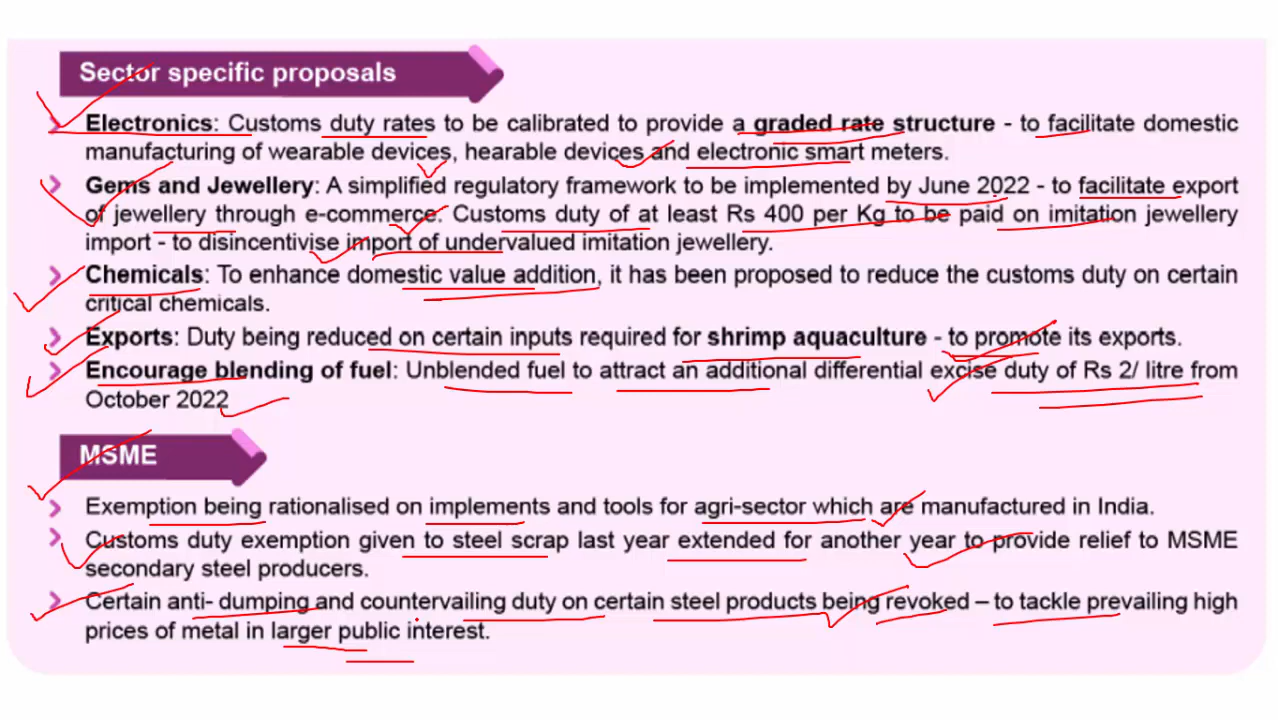 Sector specific proposals
Electronics: Customs duty rates to be calibrated to provide a graded rate structure - to facilitate domestic
manufacturing of wearable devices, hearable devices and electronic smart meters.
Gems and Jewellery: A simplified regulatory framework to be implemented by June 2022 - to facilitate export
of jewellery through e-commerce. Customs duty of at least Rs 400 per Kg to be paid on imitation jewellery
import - to disincentivise import of undervalued imitation jewellery.
Chemicals: To enhance domestic value addition, it has been proposed to reduce the customs duty on certain
critical chemicals.
Exports: Duty being reduced on certain inputs required for shrimp aquaculture - to promote its exports.
Encourage blending of fuel: Unblended fuel to attract an additional differential excise duty of Rs 2/ litre from
October 2022
MSME
Exemption being rationalised on implements and tools for agri-sector which are manufactured in India.
Customs duty exemption given to steel scrap last year extended for another year to provide relief to MSME
secondary steel producers.
Certain anti- dumping and countervailing duty on certain steel products being revoked – to tackle prevailing high
prices of metal in larger public interest.